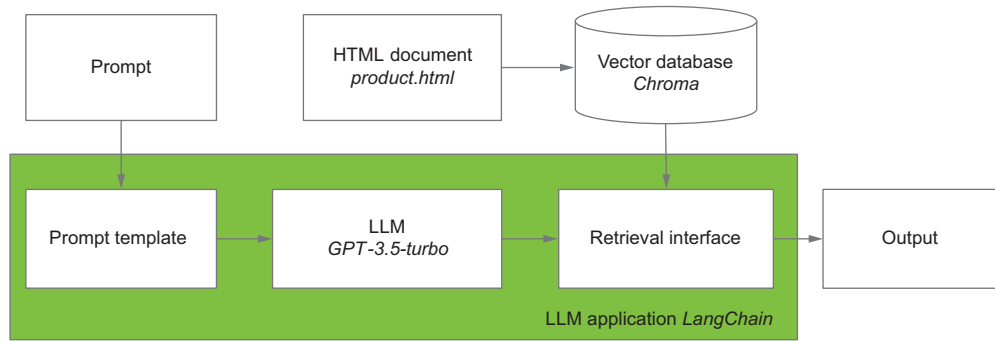 Prompt
HTML document
product.html
Vector database
Chroma
Prompt template
LLM
GPT-3.5-turbo
Retrieval interface
Output
LLM application LangChain